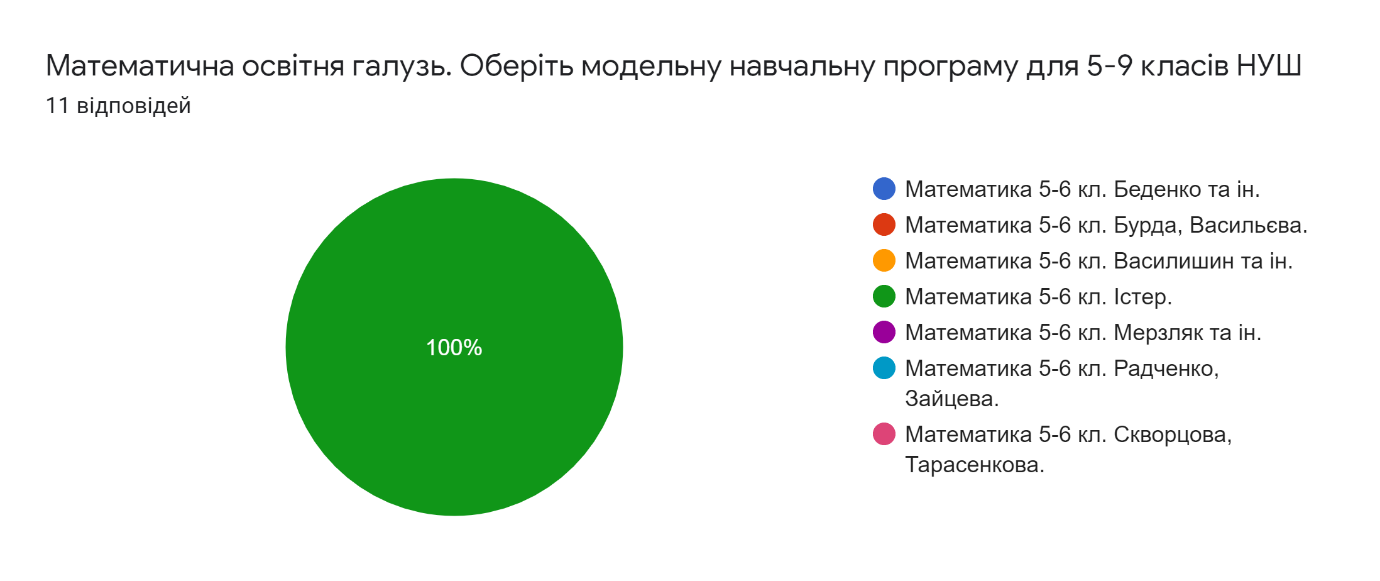 Математична освітня галузь. Оберіть модельну навчальну програму для 5-9 класів НУШ
11 відповідей
100%
Математика 5-6 кл. Беденко та ін.
Математика 5-6 кл. Бурда, Васильєва.
Математика 5-6 кл. Василишин та ін.
Математика 5-6 кл. Істер.
Математика 5-6 кл. Мерзляк та ін.
Математика 5-6 кл. Радченко,
Зайцева.
Математика 5-6 кл. Скворцова,
Тарасенкова.